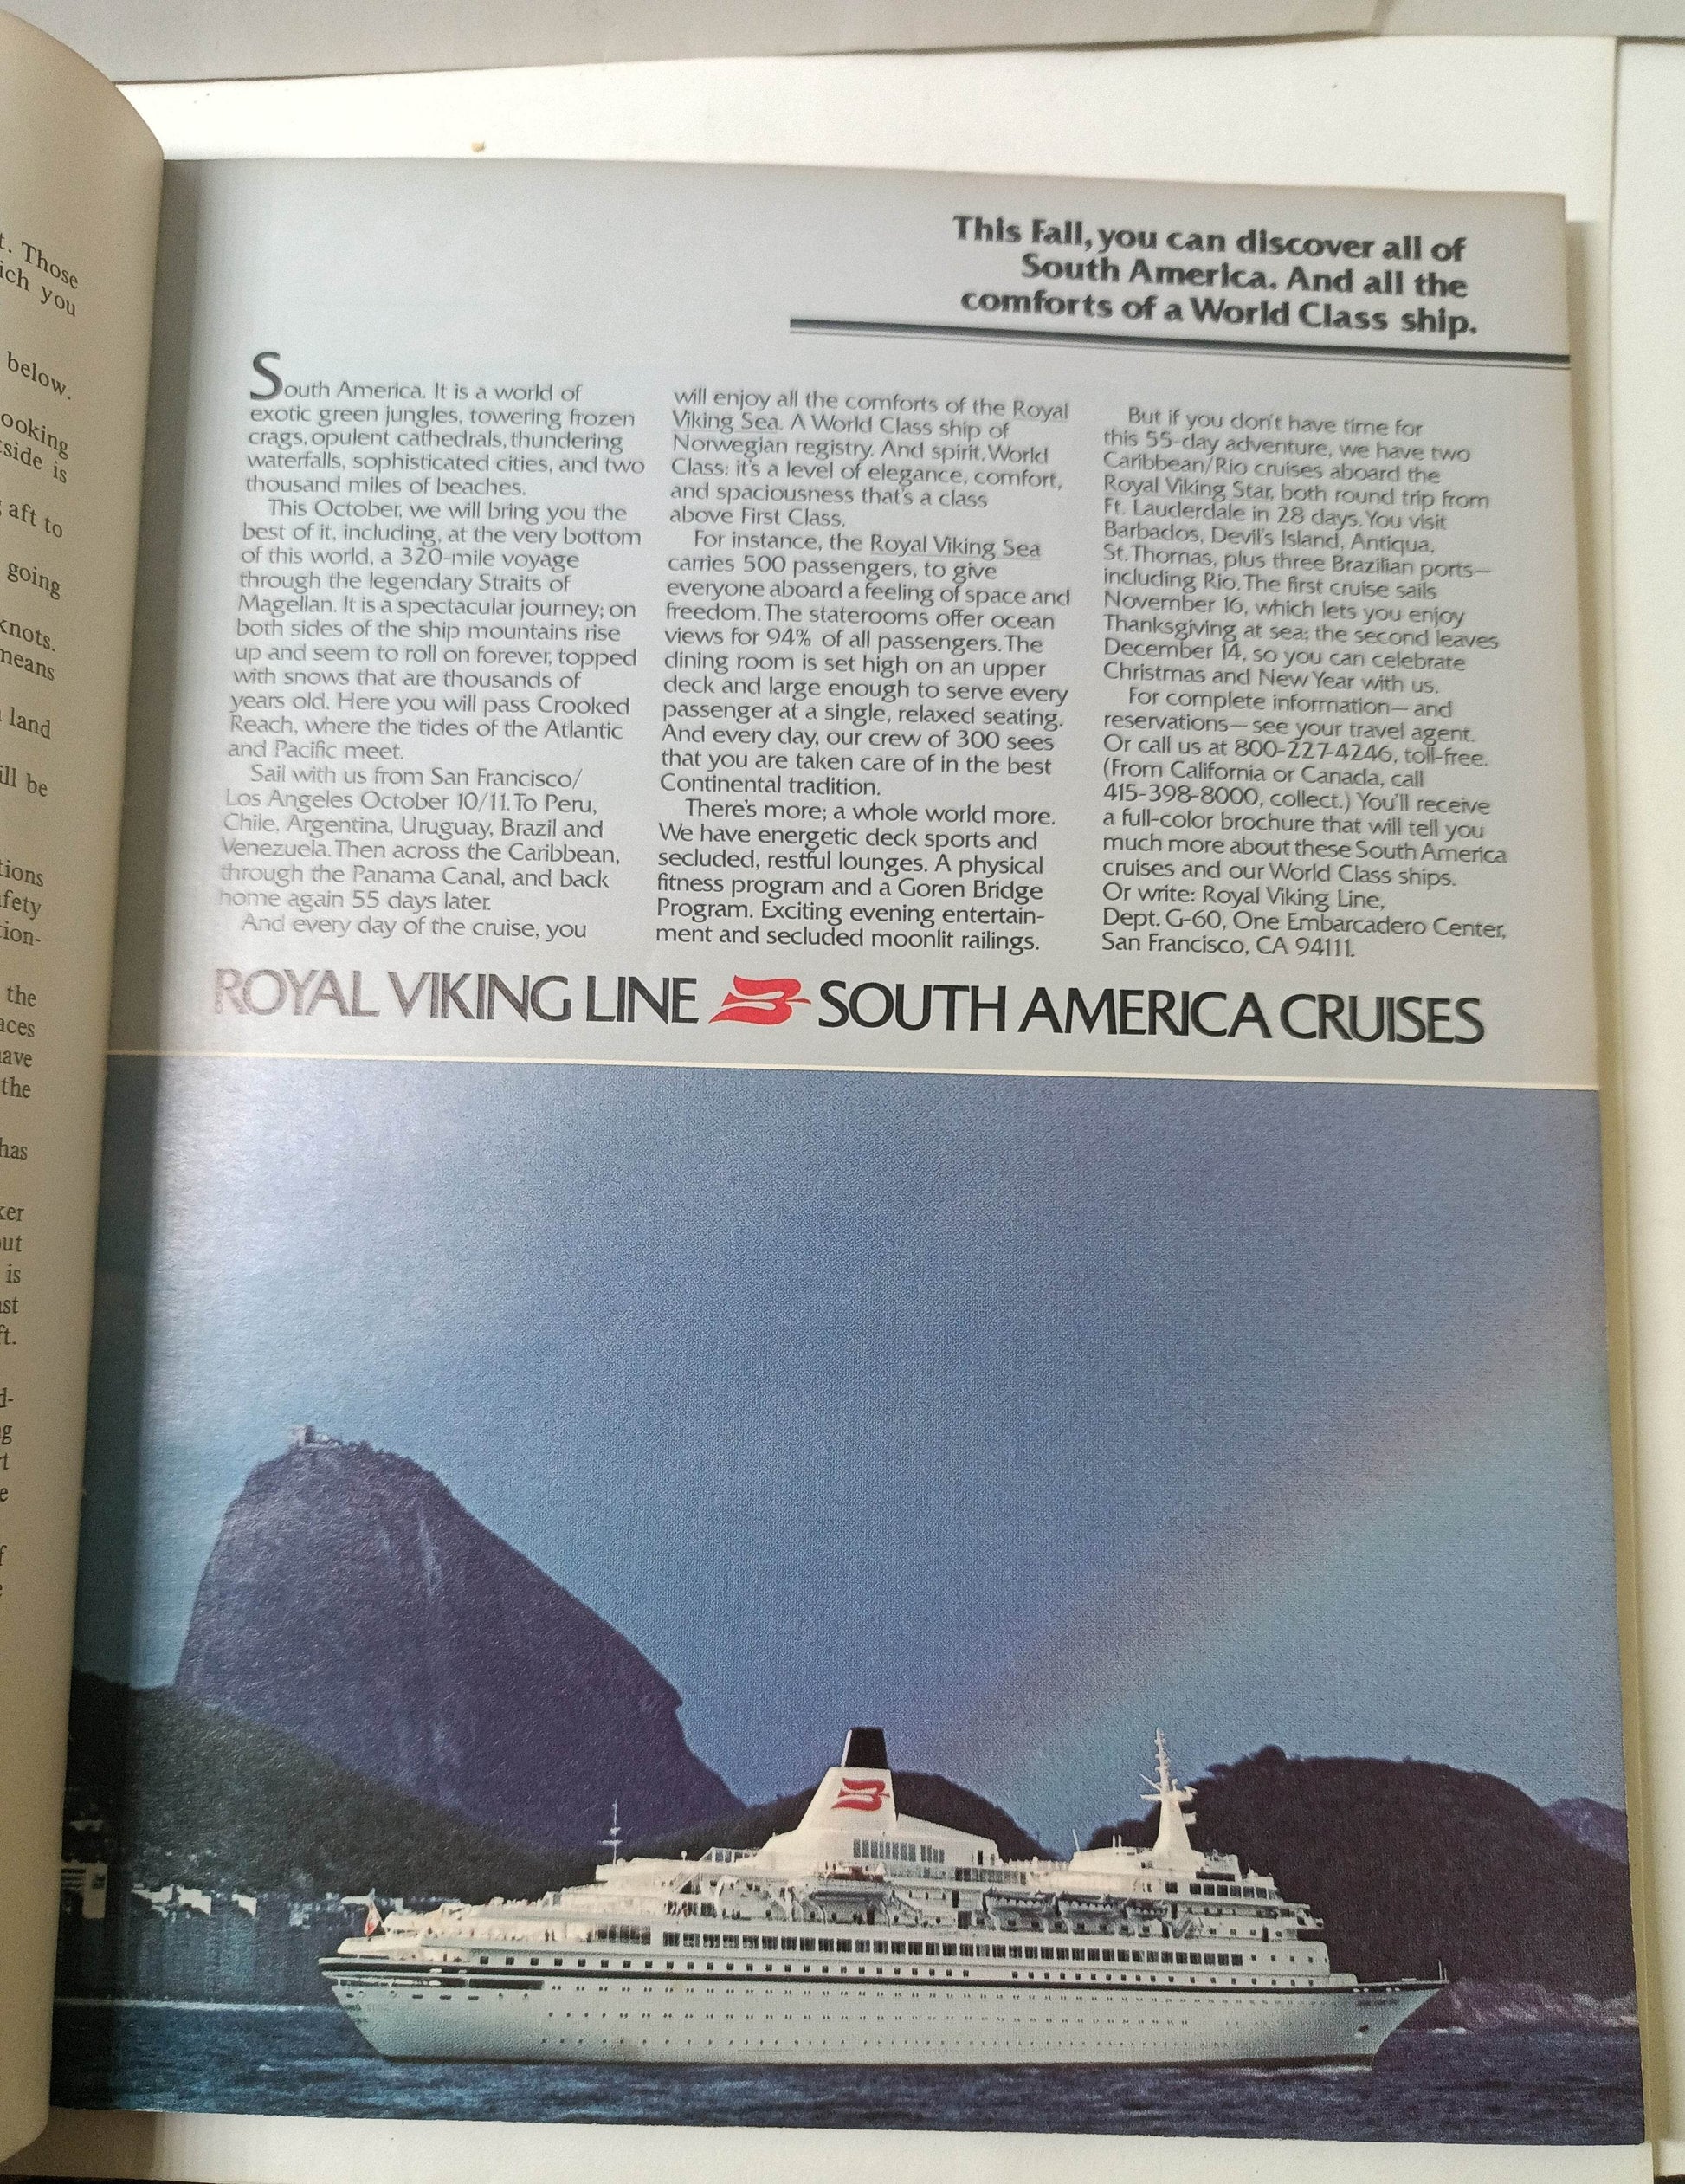 t. Those
ich you
below.
ooking
side is
aft to
going
knots.
means
land
ill be
tions
fety
tion-
the
aces
ave
the
has
ker
out
is
ast
ft.
d-
g
t
e
f
This Fall, you can discover all of
South America. And all the
comforts of a World Class ship.
South America. It is a world of
exotic green jungles, towering frozen
crags, opulent cathedrals, thundering
waterfalls, sophisticated cities, and two
thousand miles of beaches.
This October, we will bring you the
best of it, including, at the very bottom
of this world, a 320-mile voyage
through the legendary Straits of
Magellan. It is a spectacular journey; on
both sides of the ship mountains rise
up and seem to roll on forever, topped
with snows that are thousands of
years old. Here you will pass Crooked
Reach, where the tides of the Atlantic
and Pacific meet.
Sail with us from San Francisco/
Los Angeles October 10/11. To Peru,
Chile, Argentina, Uruguay, Brazil and
Venezuela. Then across the Caribbean,
through the Panama Canal, and back
home again 55 days later.
And every day of the cruise, you
will enjoy all the comforts of the Royal
Viking Sea. A World Class ship of
Norwegian registry. And spirit. World
Class: it's a level of elegance, comfort,
and spaciousness that's a class
above First Class.
For instance, the Royal Viking Sea
carries 500 passengers, to give
everyone aboard a feeling of space and
freedom. The staterooms offer ocean
views for 94% of all passengers. The
dining room is set high on an upper
deck and large enough to serve every
passenger at a single, relaxed seating.
And every day, our crew of 300 sees
that you are taken care of in the best
Continental tradition.
There's more; a whole world more.
We have energetic deck sports and
secluded, restful lounges. A physical
fitness program and a Goren Bridge
Program. Exciting evening entertain-
ment and secluded moonlit railings.
But if you don't have time for
this 55-day adventure, we have two
Caribbean/Rio cruises aboard the
Royal Viking Star, both round trip from
Ft. Lauderdale in 28 days. You visit
Barbados, Devil's Island, Antiqua,
St. Thomas, plus three Brazilian ports—
including Rio. The first cruise sails
November 16, which lets you enjoy
Thanksgiving at sea; the second leaves
December 14, so you can celebrate
Christmas and New Year with us.
For complete information—and
reservations—see your travel agent.
Or call us at 800-227-4246, toll-free.
(From California or Canada, call
415-398-8000, collect.) You'll receive
a full-color brochure that will tell you
much more about these South America
cruises and our World Class ships.
Or write: Royal Viking Line,
Dept. G-60, One Embarcadero Center,
San Francisco, CA 94111.
ROYAL VIKING LINE SOUTH AMERICA CRUISES